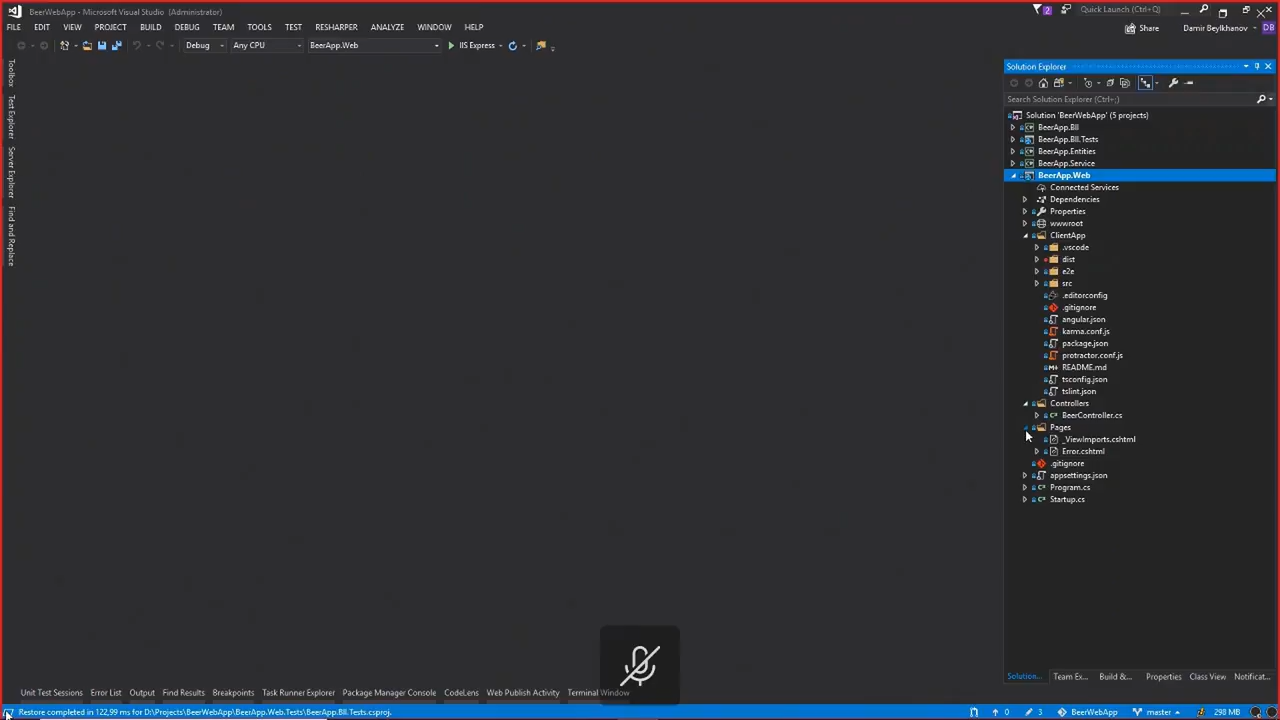 BeerWebApp - Microsoft Visual Studio (Administrator)
2
Quick Launch (Ctrl+Q)
FILE EDIT VIEW PROJECT BUILD DEBUG TEAM TOOLS TEST RESHARPER ANALYZE WINDOW HELP
Share
Damir Beylkhanov
DB
Debug
Any CPU
BeerApp.Web
IIS Express
Toolbox
Test Explorer
Server Explorer
Find and Replace
Solution Explorer
Search Solution Explorer (Ctrl+;)
Solution 'BeerWebApp' (5 projects)
BeerApp.Bll
BeerApp.Bll.Tests
BeerApp.Entities
BeerApp.Service
BeerApp.Web
Connected Services
Dependencies
Properties
wwwroot
ClientApp
.vscode
dist
e2e
src
.editorconfig
.gitignore
angular.json
karma.conf.js
package.json
protractor.conf.js
README.md
tsconfig.json
tslint.json
Controllers
BeerController.cs
Pages
_ViewImports.cshtml
Error.cshtml
.gitignore
appsettings.json
Program.cs
Startup.cs
Solution... Team Ex... Build &... Properties Class View Notificat...
Unit Test Sessions Error List Output Find Results Breakpoints Task Runner Explorer Package Manager Console CodeLens Web Publish Activity Terminal Window
Restore completed in 122,99 ms for D:\Projects\BeerWebApp\BeerApp.Web.Tests\BeerApp.Bll.Tests.csproj.
0
3
BeerWebApp
master
298 MB